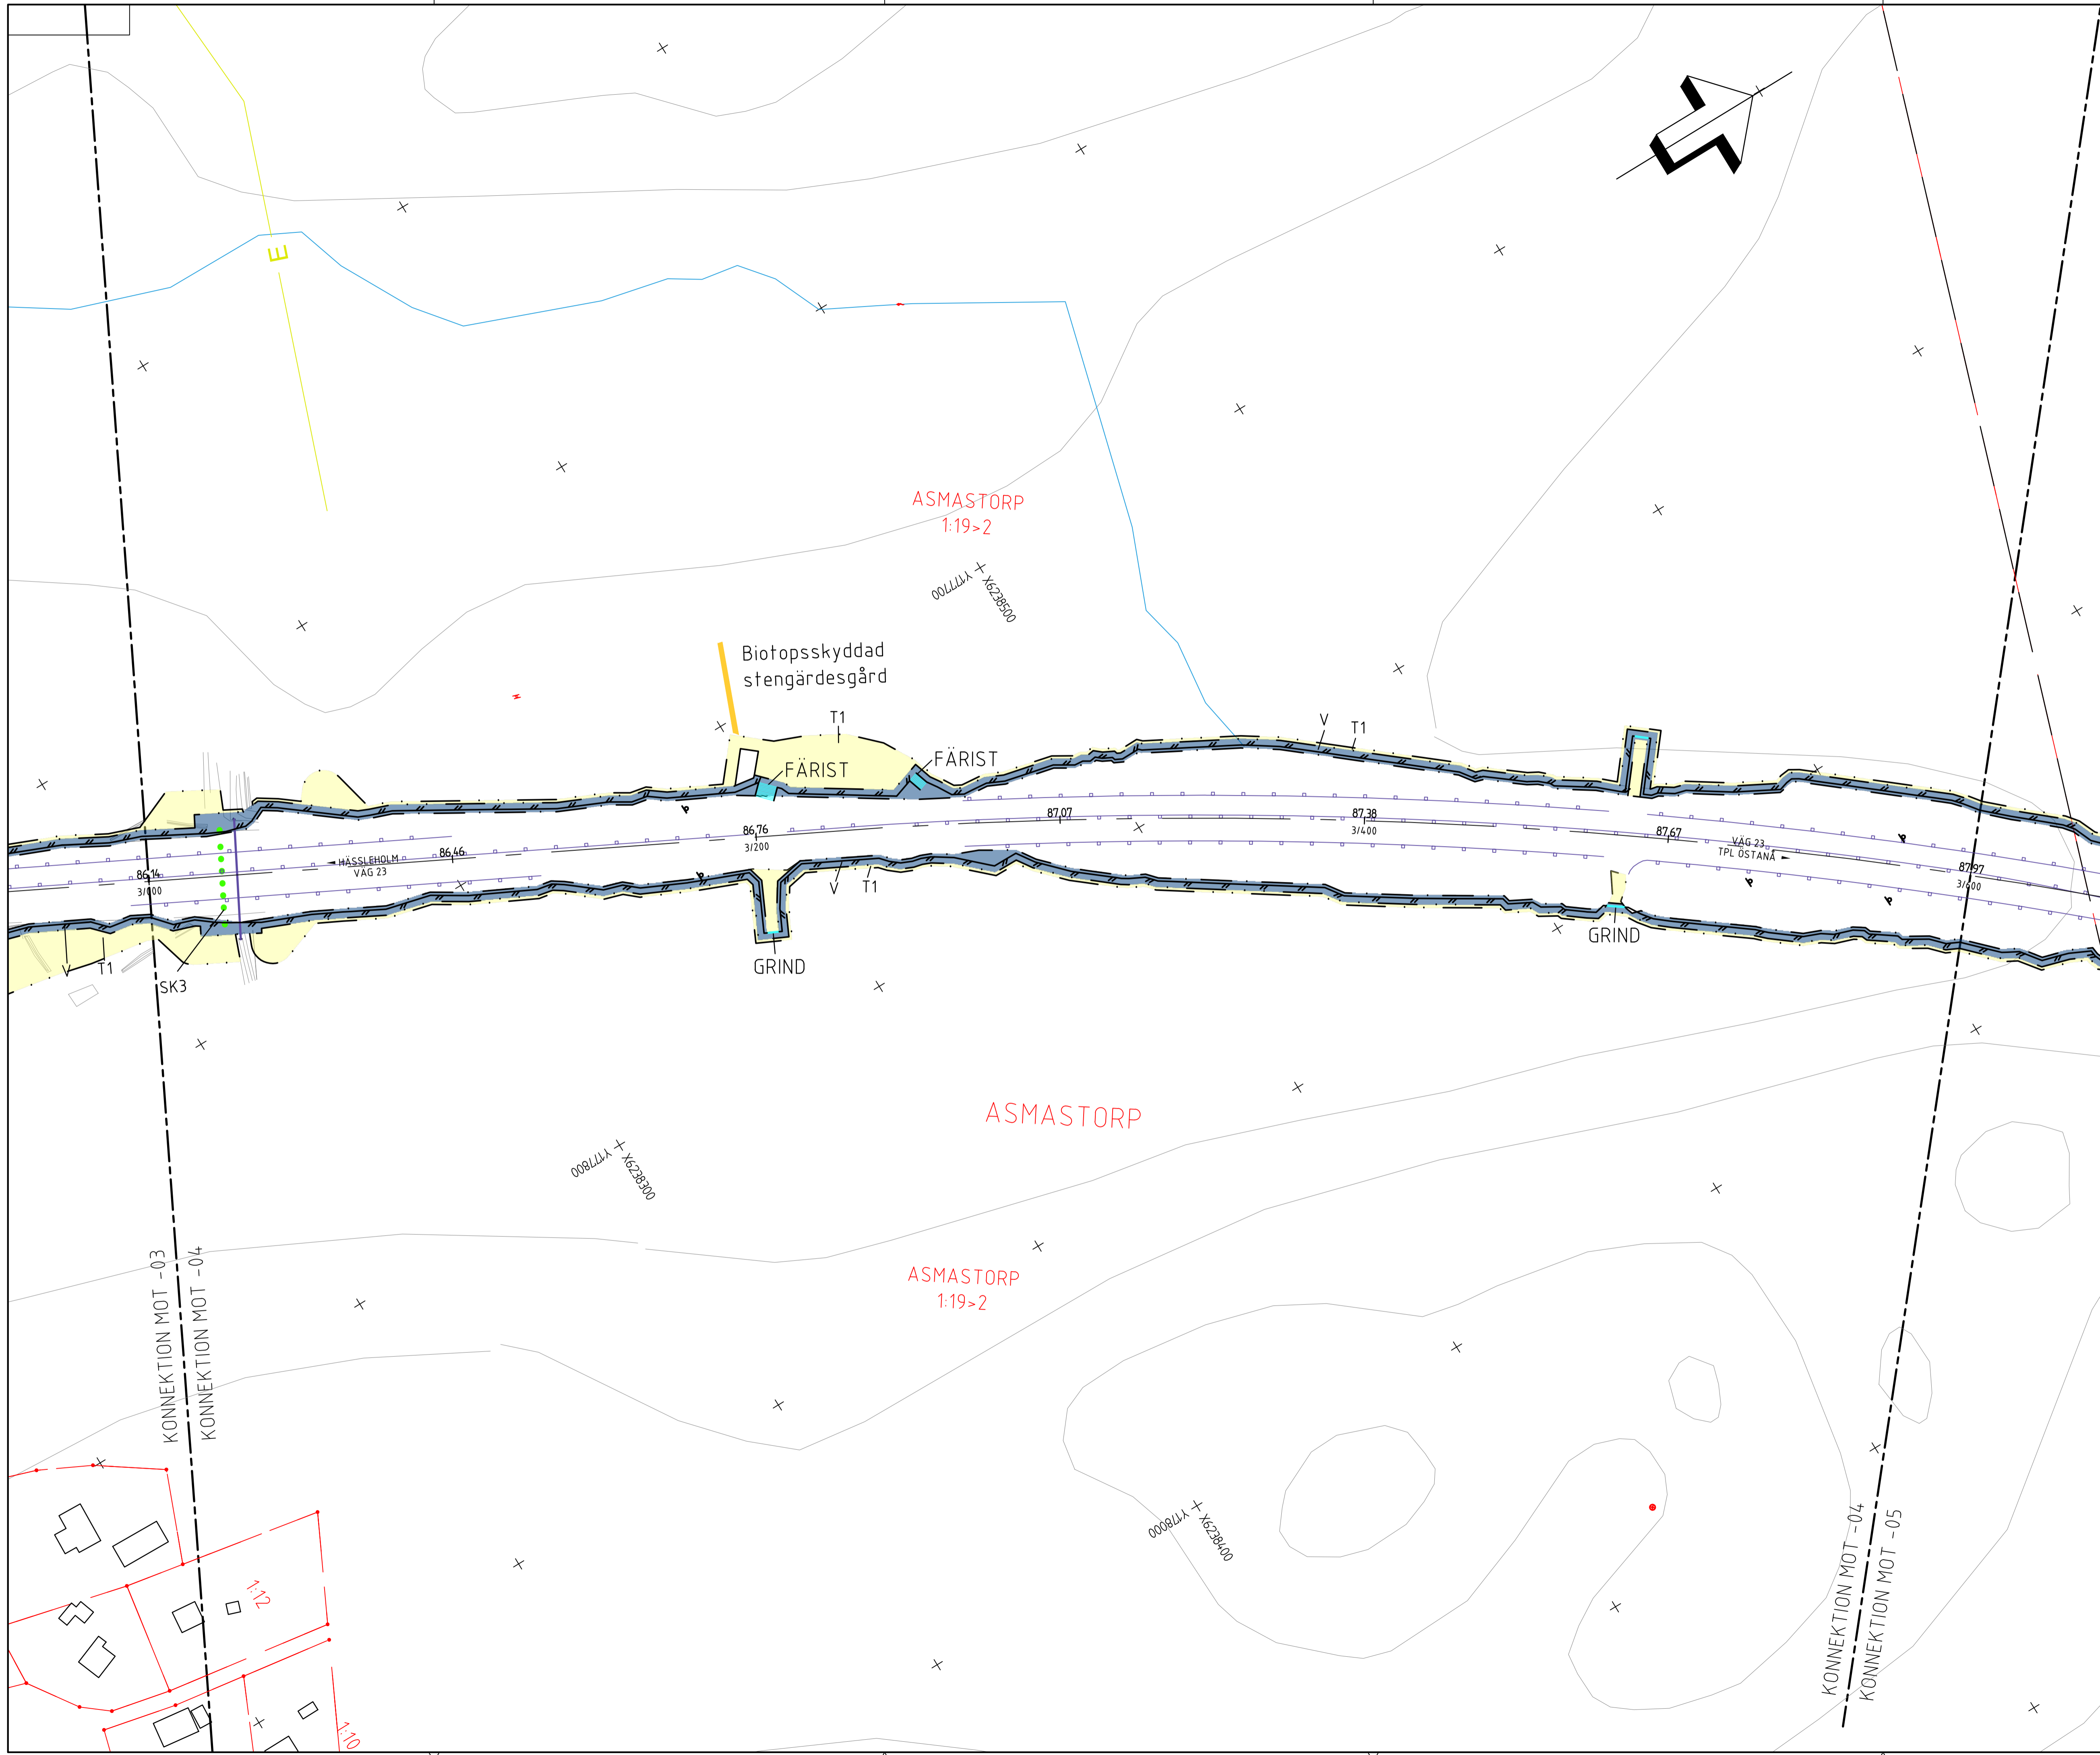 E
ASMASTORP
1:19>2
Y177700
X6238500
Biotopsskyddad
stengärdesgård
T1
V
T1
FÄRIST
FÄRIST
87,07
87,38
3/400
87,67
VÄG 23
TPL ÖSTANÅ
86,76
3/200
86,46
HÄSSLEHOLM
VÄG 23
86,14
3/000
87,97
3/600
V
T1
GRIND
GRIND
V
T1
SK3
ASMASTORP
Y177800
X6238300
ASMASTORP
1:19>2
KONNEKTION MOT -03
KONNEKTION MOT -04
Y178000
X6238400
KONNEKTION MOT -04
KONNEKTION MOT -05
1:12
1:10